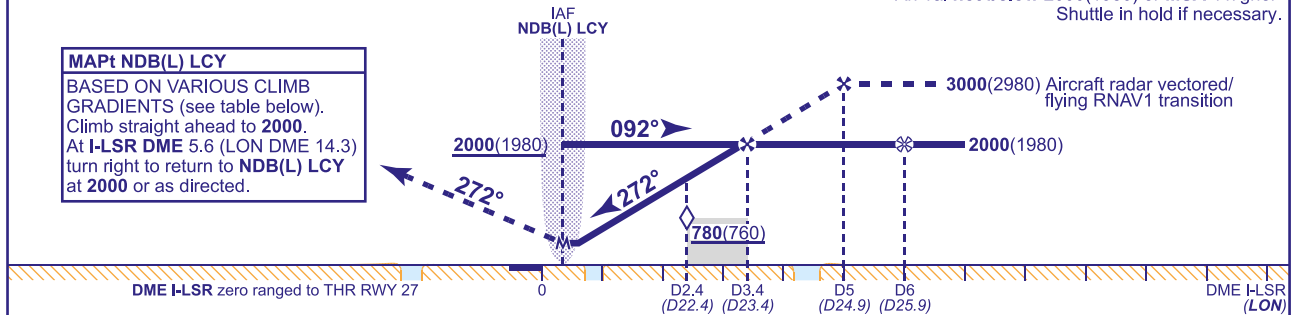 Shuttle in hold if necessary.
IAF
NDB(L) LCY
MAPt NDB(L) LCY
BASED ON VARIOUS CLIMB
GRADIENTS (see table below).
Climb straight ahead to 2000.
At I-LSR DME 5.6 (LON DME 14.3)
turn right to return to NDB(L) LCY
at 2000 or as directed.
3000(2980) Aircraft radar vectored/
flying RNAV1 transition
092°
2000(1980)
2000(1980)
272°
272°
M
780(760)
DME I-LSR zero ranged to THR RWY 27
0
D2.4
(D22.4)
D3.4
(D23.4)
D5
(D24.9)
D6
(D25.9)
DME I-LSR
(LON)